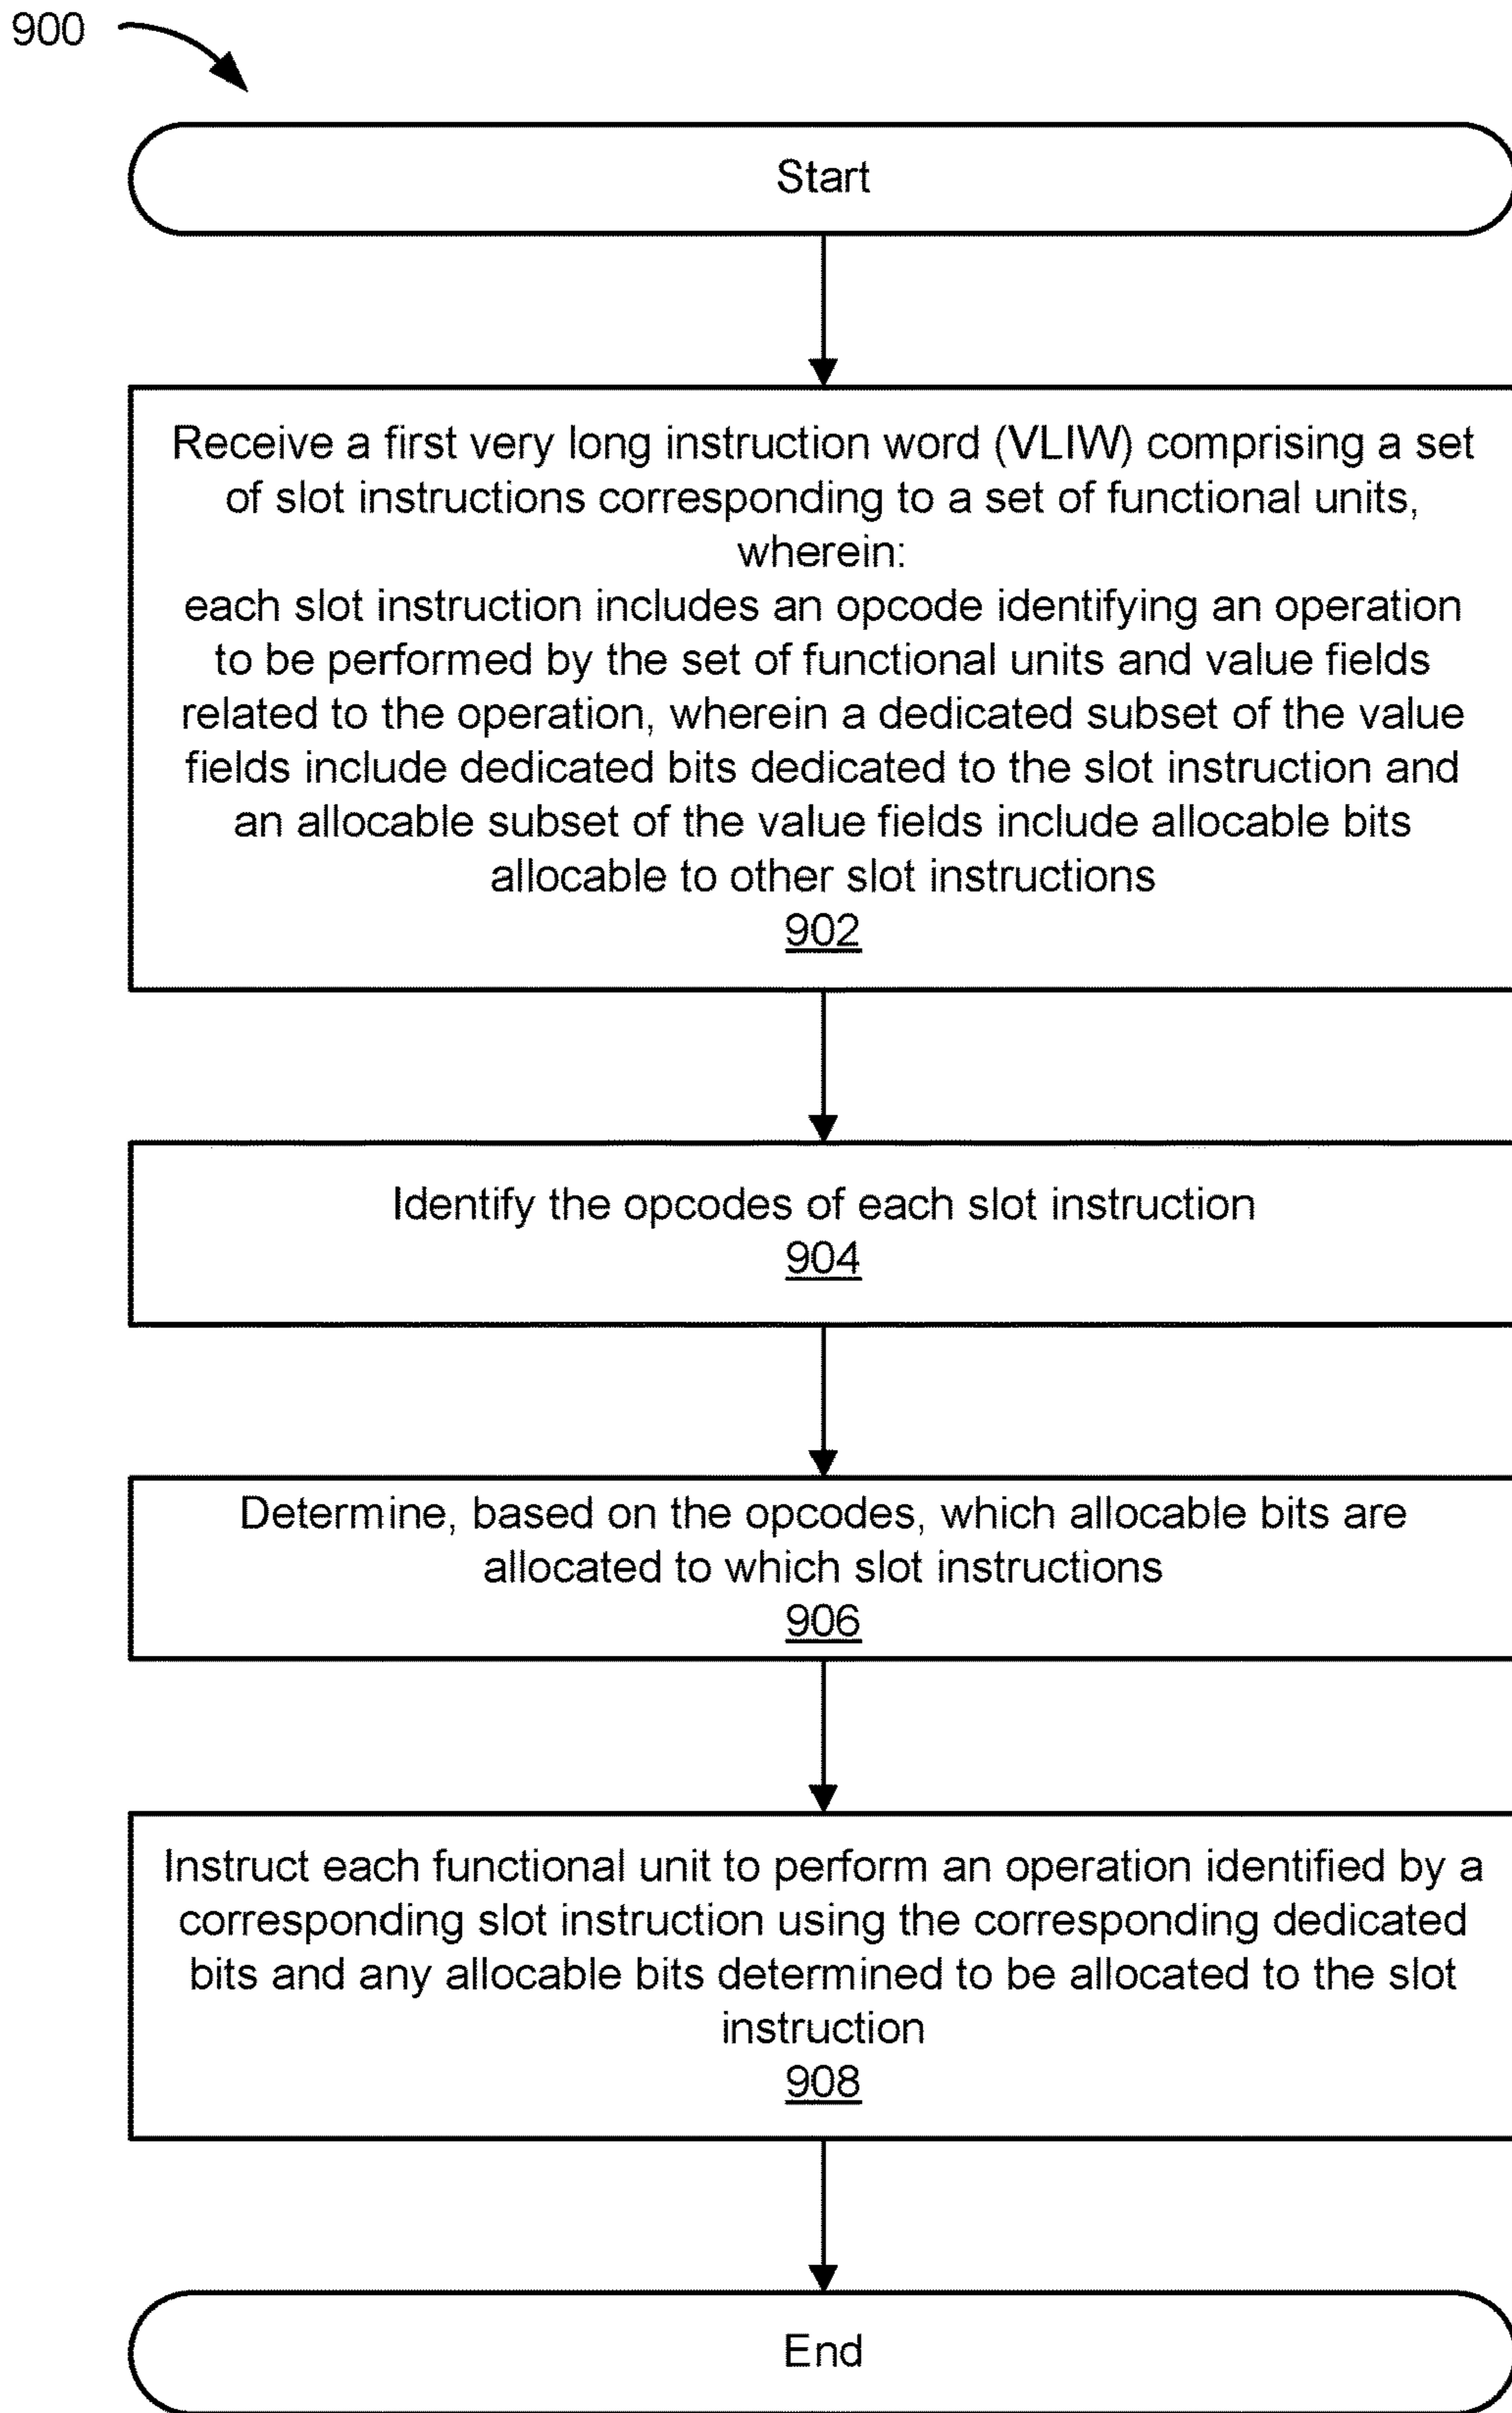 900
Start
Receive a first very long instruction word (VLIW) comprising a set
of slot instructions corresponding to a set of functional units,
wherein:
each slot instruction includes an opcode identifying an operation
to be performed by the set of functional units and value fields
related to the operation, wherein a dedicated subset of the value
fields include dedicated bits dedicated to the slot instruction and
an allocable subset of the value fields include allocable bits
allocable to other slot instructions
902
Identify the opcodes of each slot instruction
904
Determine, based on the opcodes, which allocable bits are
allocated to which slot instructions
906
Instruct each functional unit to perform an operation identified by a
corresponding slot instruction using the corresponding dedicated
bits and any allocable bits determined to be allocated to the slot
instruction
908
End